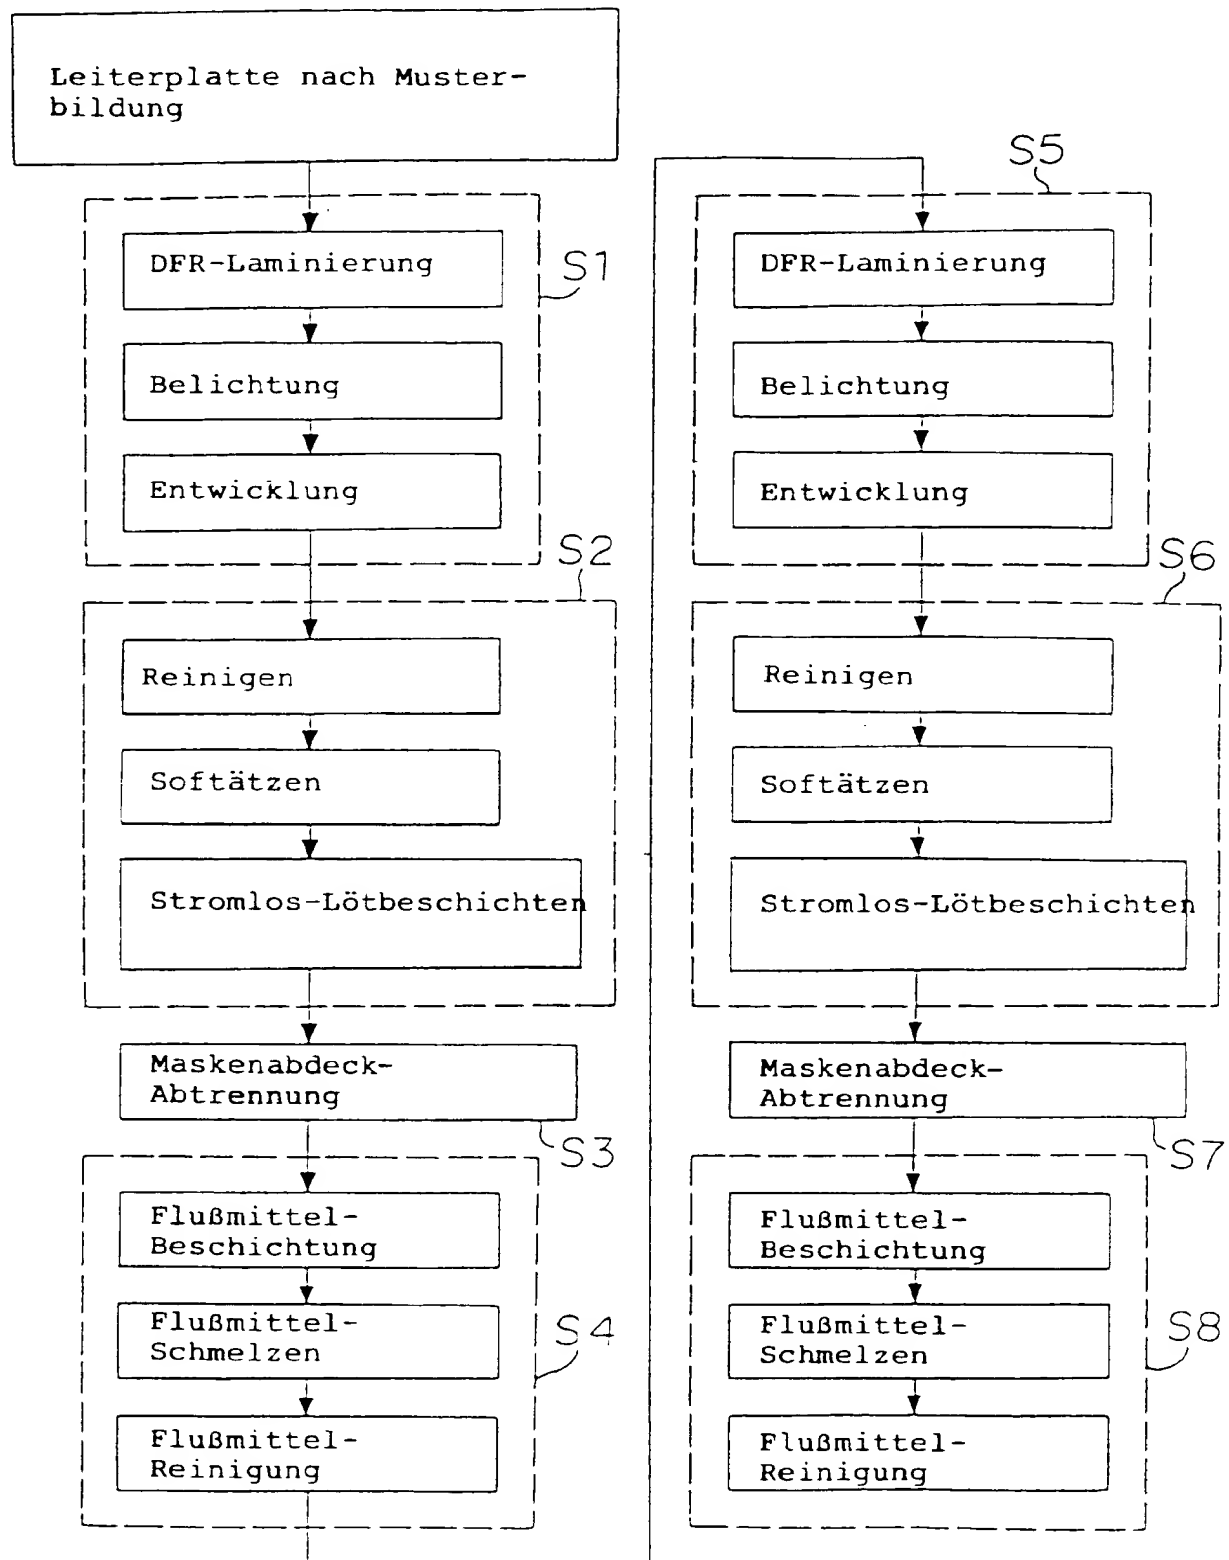 Leiterplatte nach Muster-
bildung
DFR-Laminierung
S1
Belichtung
Entwicklung
S2
Reinigen
Softätzen
Stromlos-Lötbeschichten
Maskenabdeck-
Abtrennung
S3
Flußmittel-
Beschichtung
Flußmittel-
Schmelzen
S4
Flußmittel-
Reinigung
S5
DFR-Laminierung
Belichtung
Entwicklung
S6
Reinigen
Softätzen
Stromlos-Lötbeschichten
Maskenabdeck-
Abtrennung
S7
Flußmittel-
Beschichtung
Flußmittel-
Schmelzen
S8
Flußmittel-
Reinigung